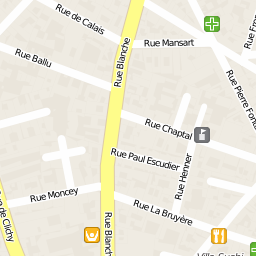 Rue de Calais
Rue Mansart
Rue Blanche
Rue Ballu
Rue Pierre Font
Rue Chaptal
Rue Paul Escudier
Rue Henner
Rue Moncey
Rue La Bruyère
Rue Blanche
de Clichy